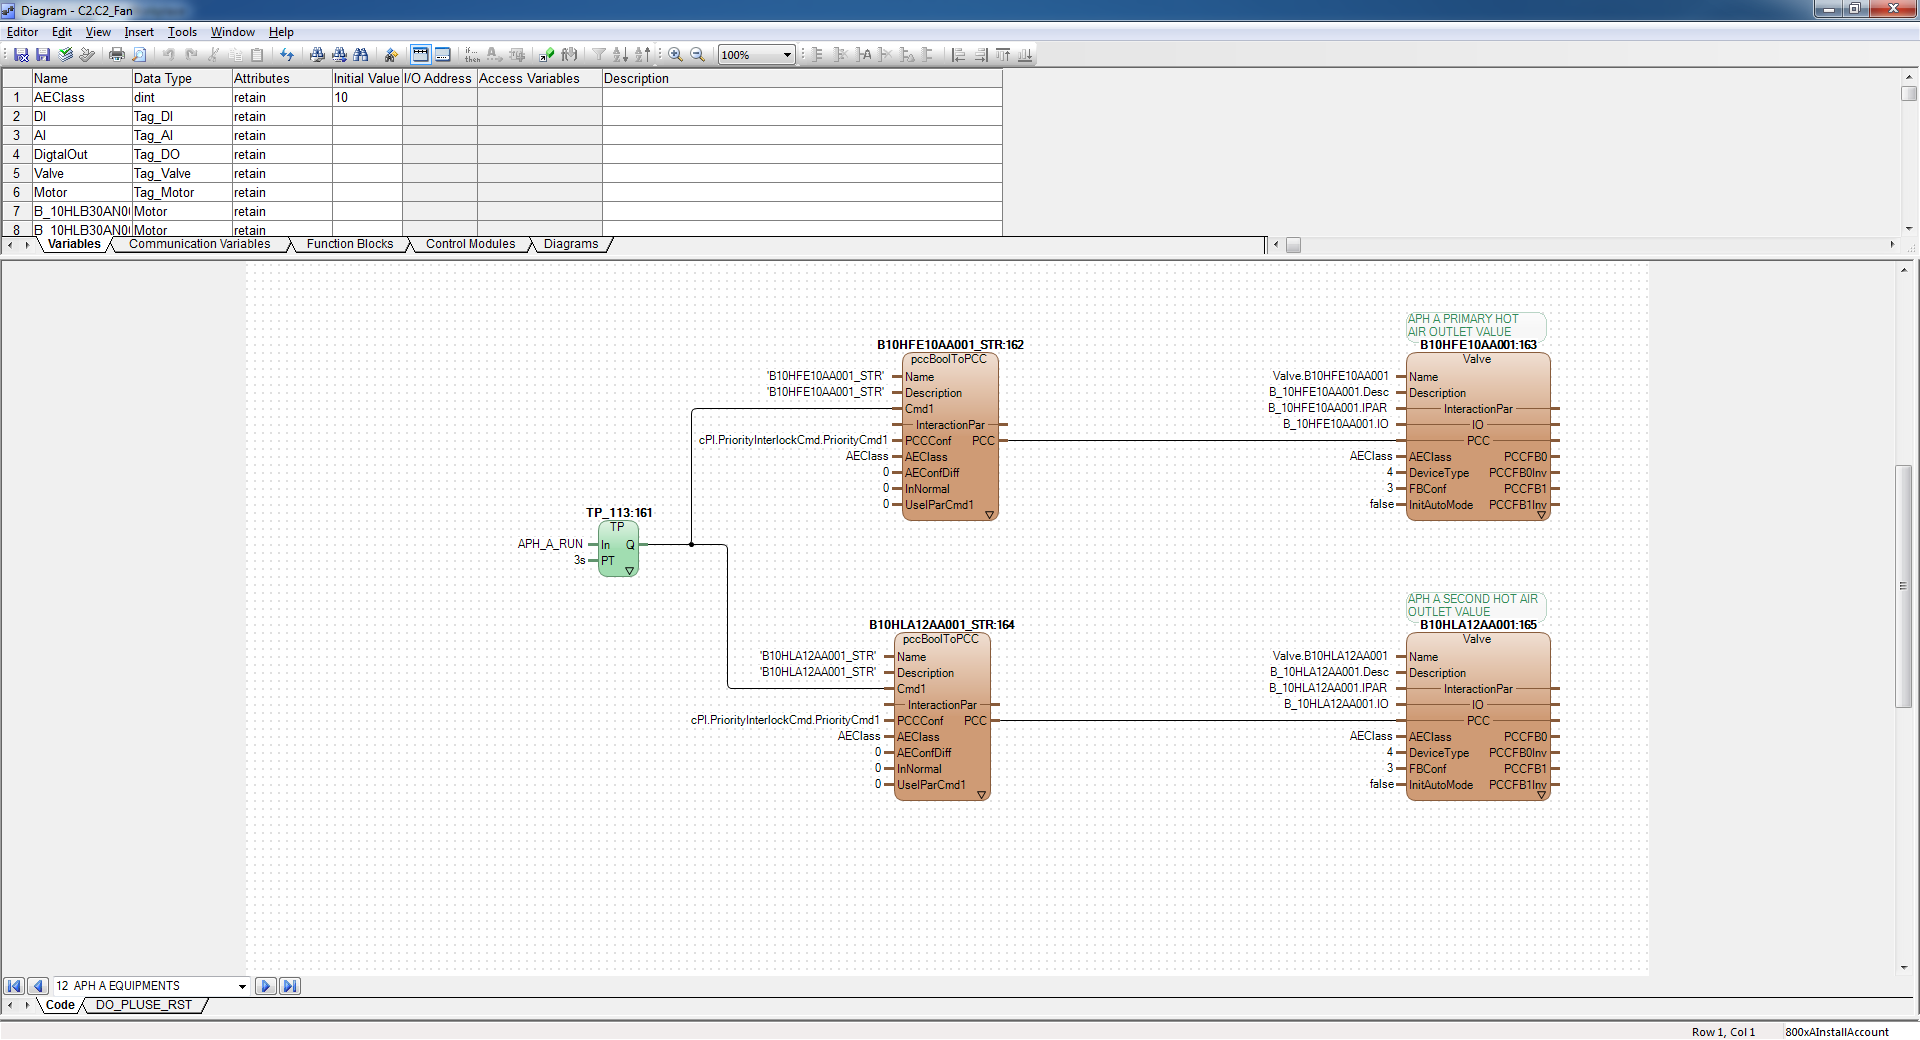 Diagram - C2.C2_Fan
Editor Edit View Insert Tools Window Help
if...
then
100%
Name Data Type Attributes Initial Value I/O Address Access Variables Description
1 AEClass dint retain 10
2 DI Tag_DI retain
3 AI Tag_AI retain
4 DigtalOut Tag_DO retain
5 Valve Tag_Valve retain
6 Motor Tag_Motor retain
7 B_10HLB30AN0 Motor retain
8 B_10HLB30AN0 Motor retain
Variables Communication Variables Function Blocks Control Modules Diagrams
APH A PRIMARY HOT
AIR OUTLET VALUE
B10HFE10AA001_STR:162
pccBoolToPCC
'B10HFE10AA001_STR' Name
'B10HFE10AA001_STR' Description
Cmd1
InteractionPar
cPI.PriorityInterlockCmd.PriorityCmd1 PCCConf PCC
AEClass AEClass
0 AEConfDiff
0 InNormal
0 UseIParCmd1
B10HFE10AA001:163
Valve
Valve.B10HFE10AA001 Name
B_10HFE10AA001.Desc Description
B_10HFE10AA001.IPAR InteractionPar
B_10HFE10AA001.IO IO
PCC
AEClass AEClass PCCFB0
4 DeviceType PCCFB0Inv
3 FBConf PCCFB1
false InitAutoMode PCCFB1Inv
TP_113:161
TP
APH_A_RUN In Q
3s PT
APH A SECOND HOT AIR
OUTLET VALUE
B10HLA12AA001_STR:164
pccBoolToPCC
'B10HLA12AA001_STR' Name
'B10HLA12AA001_STR' Description
Cmd1
InteractionPar
cPI.PriorityInterlockCmd.PriorityCmd1 PCCConf PCC
AEClass AEClass
0 AEConfDiff
0 InNormal
0 UseIParCmd1
B10HLA12AA001:165
Valve
Valve.B10HLA12AA001 Name
B_10HLA12AA001.Desc Description
B_10HLA12AA001.IPAR InteractionPar
B_10HLA12AA001.IO IO
PCC
AEClass AEClass PCCFB0
4 DeviceType PCCFB0Inv
3 FBConf PCCFB1
false InitAutoMode PCCFB1Inv
12 APH A EQUIPMENTS
Code DO_PLUSE_RST
Row 1, Col 1 800xAInstallAccount